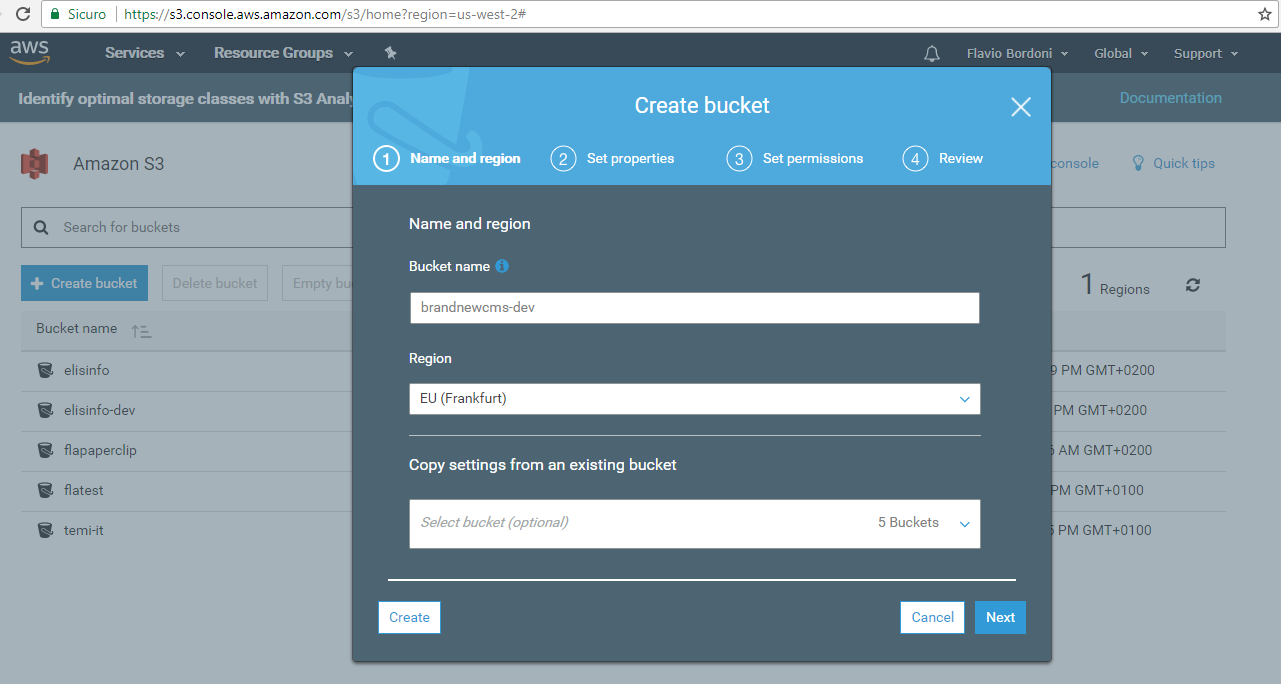 Sicuro https://s3.console.aws.amazon.com/s3/home?region=us-west-2#
aws Services Resource Groups Flavio Bordoni Global Support
Identify optimal storage classes with S3 Documentation
Create bucket
1 Name and region 2 Set properties 3 Set permissions 4 Review
Amazon S3 console Quick tips
Name and region
Search for buckets
Bucket name
Create bucket Delete bucket Empty 1 Regions
brandnewcms-dev
Bucket name
Region
elisinfo 9 PM GMT+0200
EU (Frankfurt)
elisinfo-dev PM GMT+0200
flapaperclip AM GMT+0200
Copy settings from an existing bucket
flatest PM GMT+0100
Select bucket (optional) 5 Buckets
temi-it PM GMT+0100
Create Cancel Next